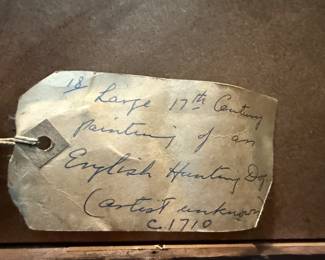 18 Large 17th Century
painting of an
English Hunting Dog
(artist unknown)
c. 1710